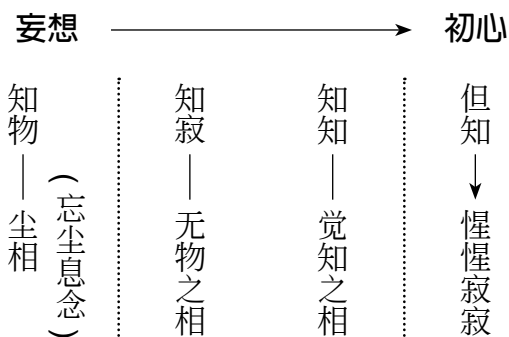 妄想 初心
知物 — 尘相
(忘尘息念)
知寂 — 无物之相
知知 — 觉知之相
但知 → 惺惺寂寂